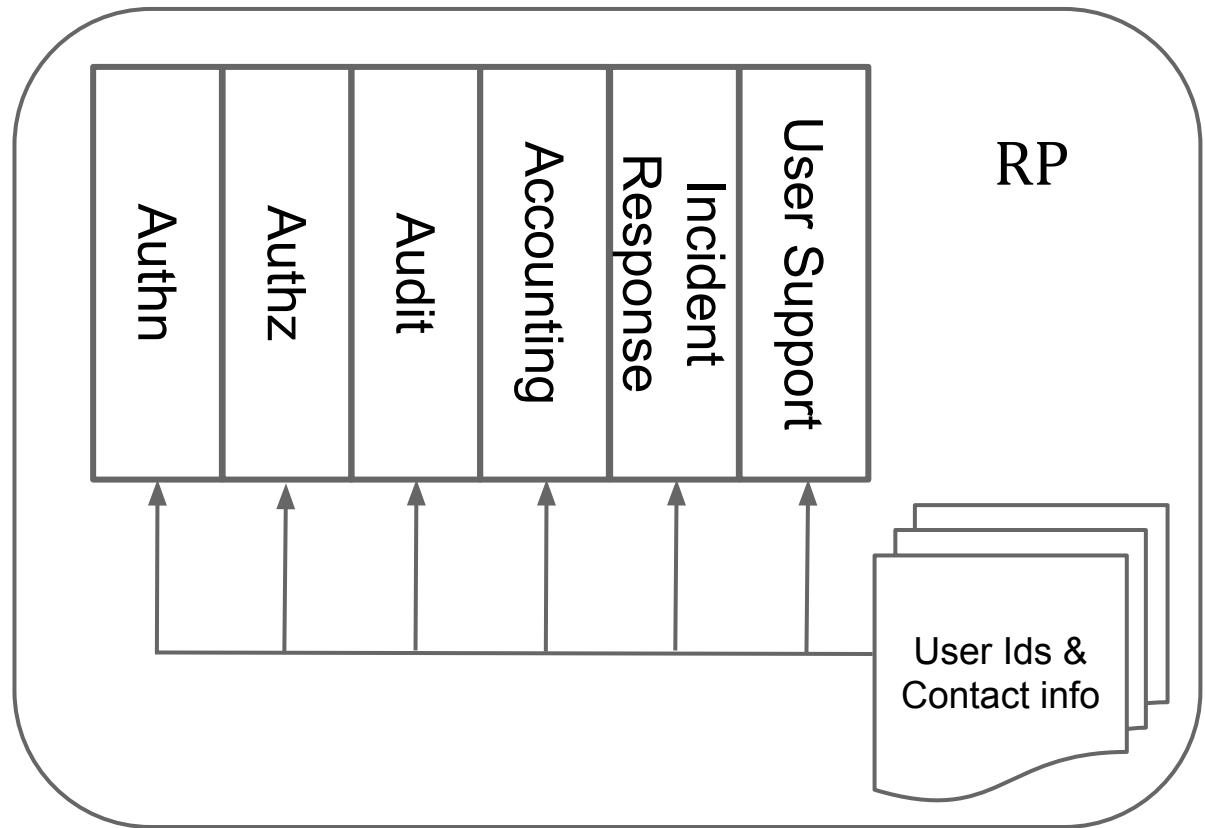 Authn
Authz
Audit
Accounting
Incident
Response
User Support
RP
User Ids &
Contact info